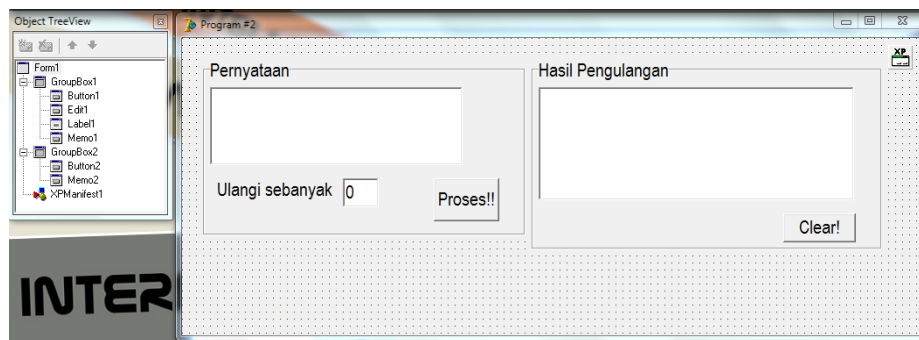 Object TreeView
Form1
GroupBox1
Button1
Edit1
Label1
Memo1
GroupBox2
Button2
Memo2
XPManifest1
INTER
Program #2
XP
Pernyataan
Ulangi sebanyak 0
Proses!!
Hasil Pengulangan
Clear!